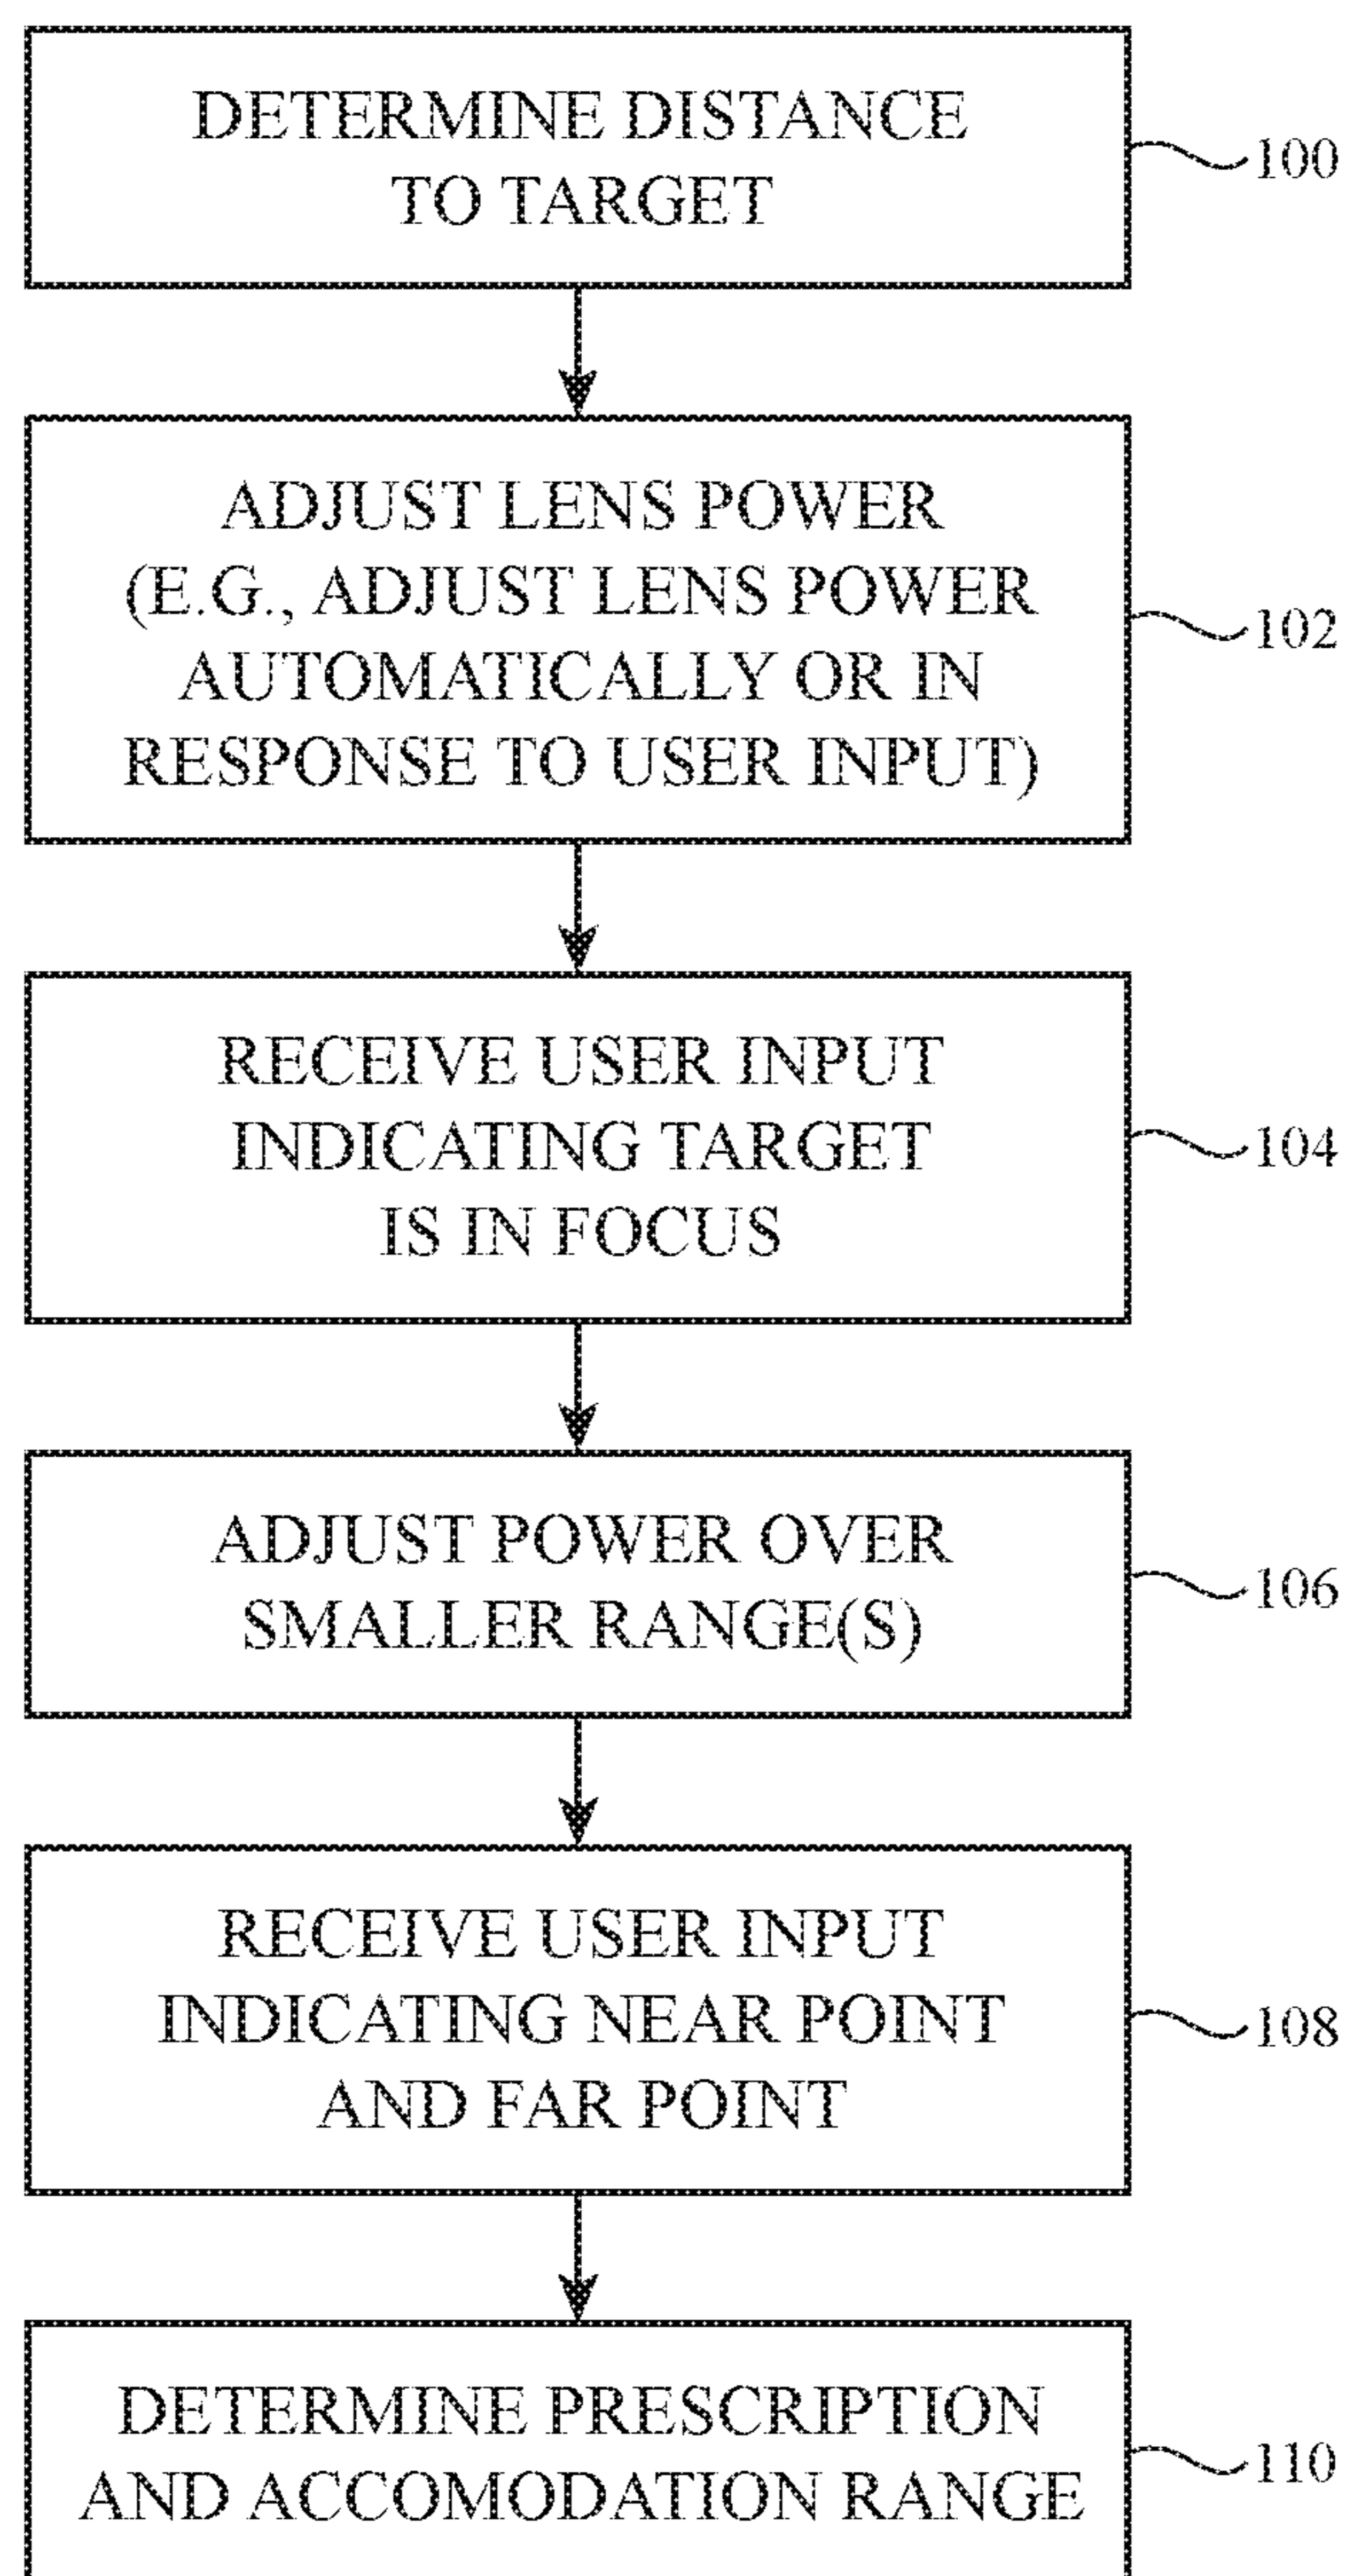 DETERMINE DISTANCE
TO TARGET
100
ADJUST LENS POWER
(E.G., ADJUST LENS POWER
AUTOMATICALLY OR IN
RESPONSE TO USER INPUT)
102
RECEIVE USER INPUT
INDICATING TARGET
IS IN FOCUS
104
ADJUST POWER OVER
SMALLER RANGE(S)
106
RECEIVE USER INPUT
INDICATING NEAR POINT
AND FAR POINT
108
DETERMINE PRESCRIPTION
AND ACCOMODATION RANGE
110